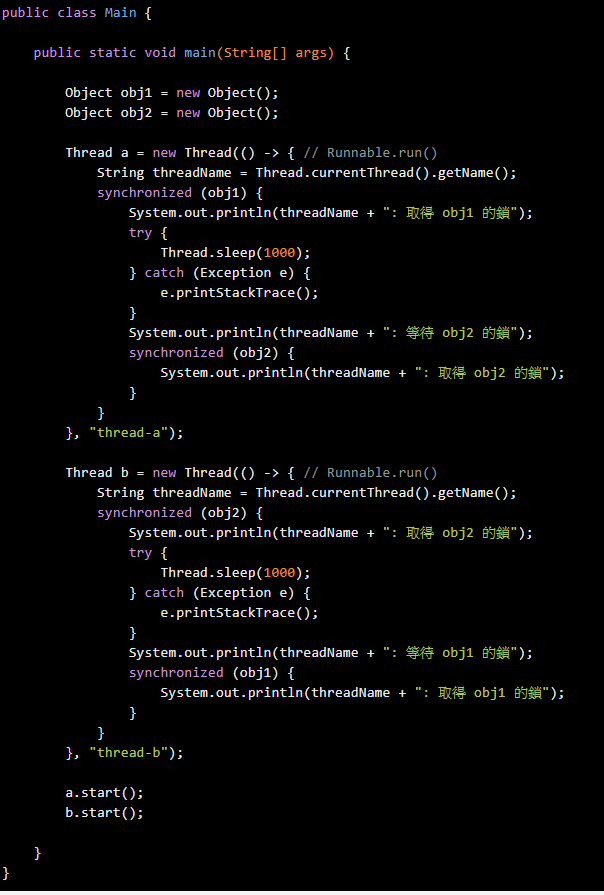 public class Main {
    public static void main(String[] args) {
        Object obj1 = new Object();
        Object obj2 = new Object();
        Thread a = new Thread(() -> { // Runnable.run()
            String threadName = Thread.currentThread().getName();
            synchronized (obj1) {
                System.out.println(threadName + ": 取得 obj1 的鎖");
                try {
                    Thread.sleep(1000);
                } catch (Exception e) {
                    e.printStackTrace();
                }
                System.out.println(threadName + ": 等待 obj2 的鎖");
                synchronized (obj2) {
                    System.out.println(threadName + ": 取得 obj2 的鎖");
                }
            }
        }, "thread-a");
        Thread b = new Thread(() -> { // Runnable.run()
            String threadName = Thread.currentThread().getName();
            synchronized (obj2) {
                System.out.println(threadName + ": 取得 obj2 的鎖");
                try {
                    Thread.sleep(1000);
                } catch (Exception e) {
                    e.printStackTrace();
                }
                System.out.println(threadName + ": 等待 obj1 的鎖");
                synchronized (obj1) {
                    System.out.println(threadName + ": 取得 obj1 的鎖");
                }
            }
        }, "thread-b");
        a.start();
        b.start();
    }
}